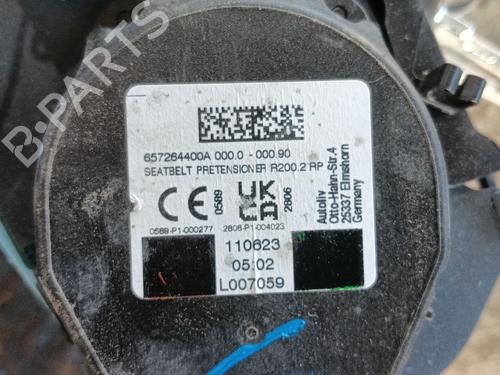 B-PARTS
657264400A 000.0 - 000.90
SEATBELT PRETENSIONER R200.2 RP
CE 0589
UK CA 2806
0589-P1-000277
2806-P1-004023
Autoliv
Otto-Hahn-Str.4
25337 Elmshorn
Germany
110623
05:02
L007059